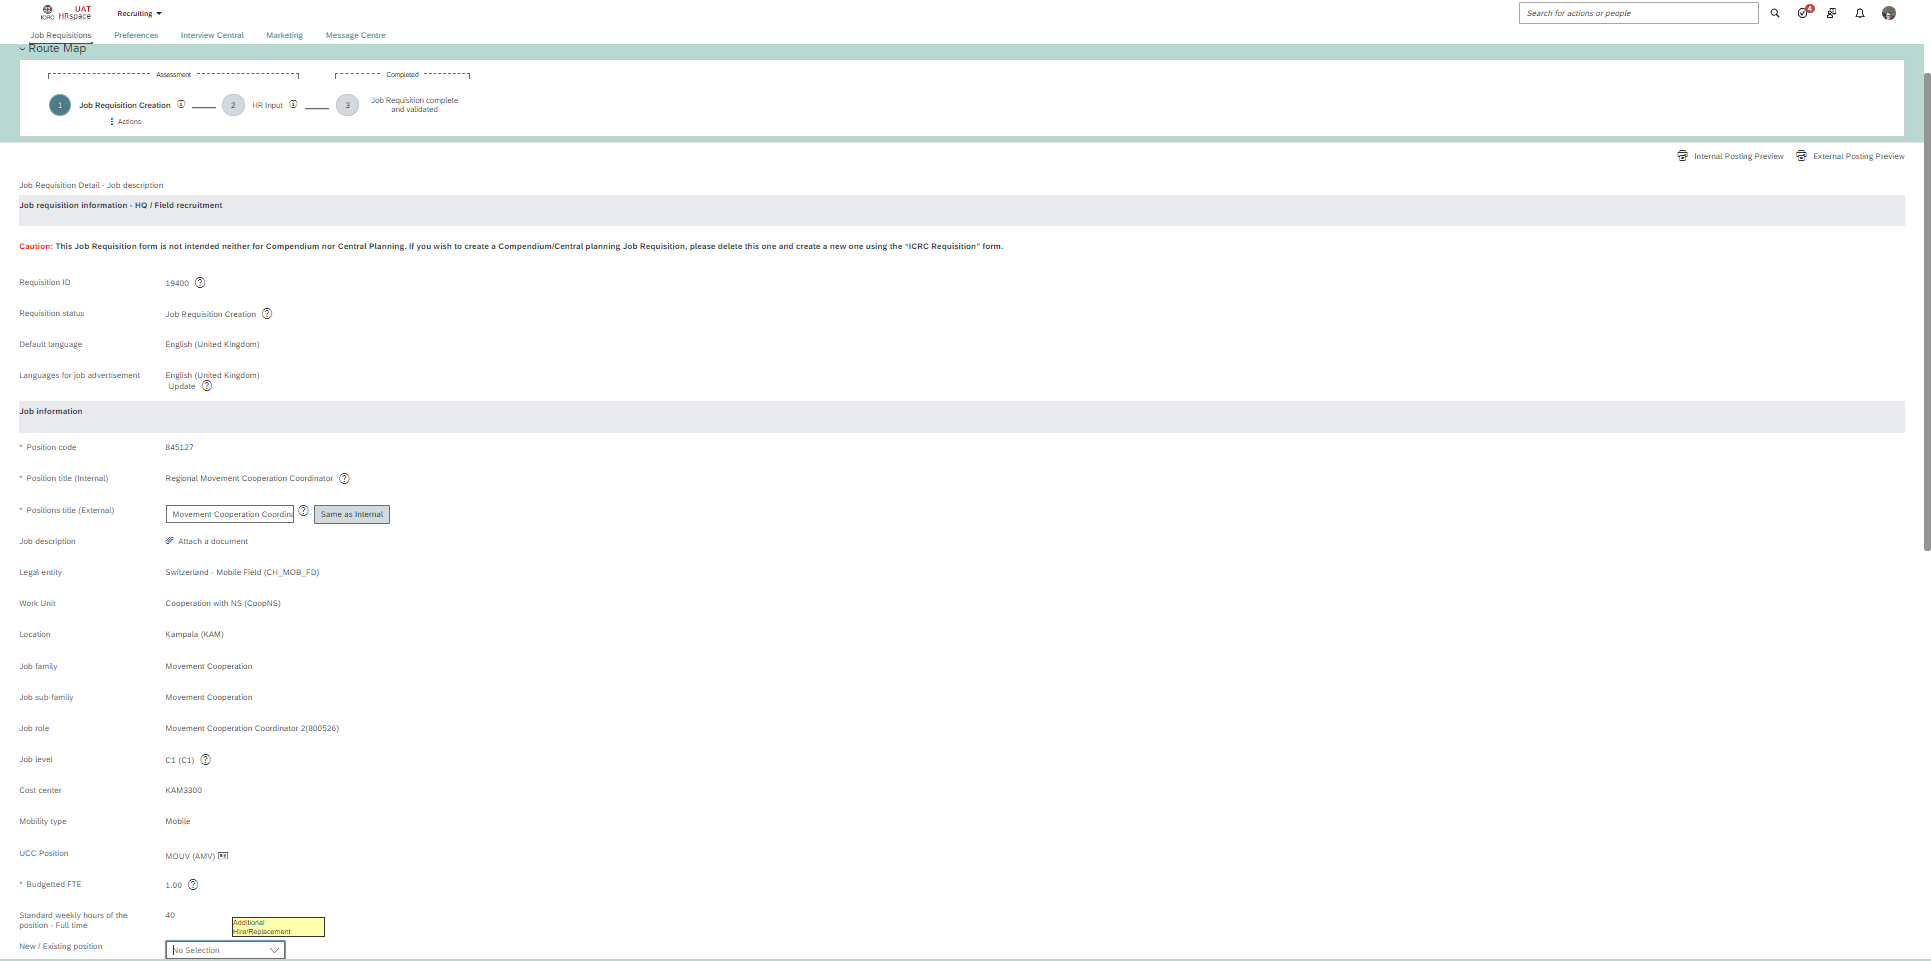 ICRC
UAT
HRspace
Recruiting
Search for actions or people
4
Job Requisitions
Preferences
Interview Central
Marketing
Message Centre
Route Map
Assessment
Completed
1
Job Requisition Creation
2
HR Input
3
Job Requisition complete
and validated
Actions
Internal Posting Preview
External Posting Preview
Job Requisition Detail - Job description
Job requisition information - HQ / Field recruitment
Caution: This Job Requisition form is not intended neither for Compendium nor Central Planning. If you wish to create a Compendium/Central planning Job Requisition, please delete this one and create a new one using the "ICRC Requisition" form.
Requisition ID
19400
Requisition status
Job Requisition Creation
Default language
English (United Kingdom)
Languages for job advertisement
English (United Kingdom)
Update
Job information
* Position code
845127
* Position title (Internal)
Regional Movement Cooperation Coordinator
* Positions title (External)
Movement Cooperation Coordina
Same as Internal
Job description
Attach a document
Legal entity
Switzerland - Mobile Field (CH_MOB_FD)
Work Unit
Cooperation with NS (CoopNS)
Location
Kampala (KAM)
Job family
Movement Cooperation
Job sub-family
Movement Cooperation
Job role
Movement Cooperation Coordinator 2(800526)
Job level
C1 (C1)
Cost center
KAM3300
Mobility type
Mobile
UCC Position
MOUV (AMV)
* Budgetted FTE
1.00
Standard weekly hours of the
position - Full time
40
Additional
Hire/Replacement
New / Existing position
No Selection